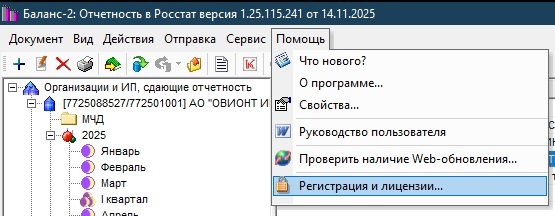 Баланс-2: Отчетность в Росстат версия 1.25.115.241 от 14.11.2025
Документ Вид Действия Отправка Сервис Помощь
Что нового?
О программе...
Свойства...
Руководство пользователя
Проверить наличие Web-обновления...
Регистрация и лицензии...
Организации и ИП, сдающие отчетность
[7725088527/772501001] АО "ОВИОНТ И
МЧД
2025
Январь
Февраль
Март
I квартал
Апрель